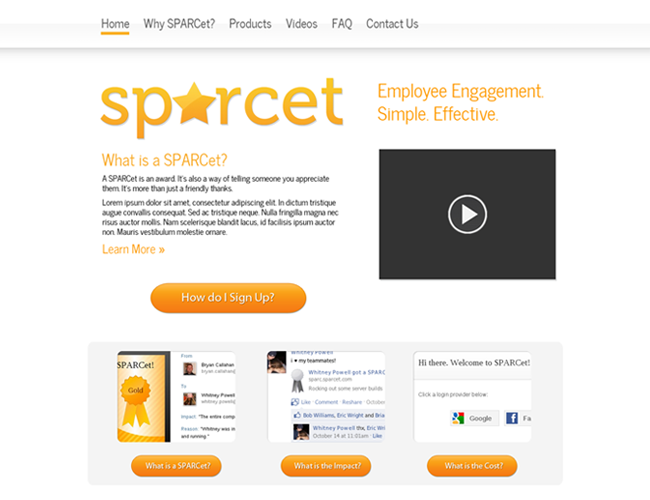 Home Why SPARCet? Products Videos FAQ Contact Us
sparcet
Employee Engagement.
Simple. Effective.
What is a SPARCet?
A SPARCet is an award. It's also a way of telling someone you appreciate
them. It's more than just a friendly thanks.
Lorem ipsum dolor sit amet, consectetur adipiscing elit. In dictum tristique
augue convallis consequat. Sed ac tristique neque. Nulla fringilla magna nec
risus auctor mollis. Nam scelerisque blandit lacus, id facilisis ipsum auctor
non. Mauris vestibulum molestie ornare.
Learn More »
How do I Sign Up?
SPARCet!
Gold
From
Bryan Callahan
bryan.callahan
To
Whitney Powell
whitney.powell
Impact: "The entire comp
Reason: "Whitney was in
and running."
What is a SPARCet?
Whitney Powell
I ♥ my teammates!
Whitney Powell got a SPARC
sparc.sparcet.com
Rocking out some server builds
Like · Comment · Reshare · October
Bob Williams, Eric Wright and Bria
Whitney Powell thx, Eric Wright
October 14 at 11:01am · Like
What is the Impact?
Hi there. Welcome to SPARCet!
Click a login provider below:
Google
Fa
What is the Cost?